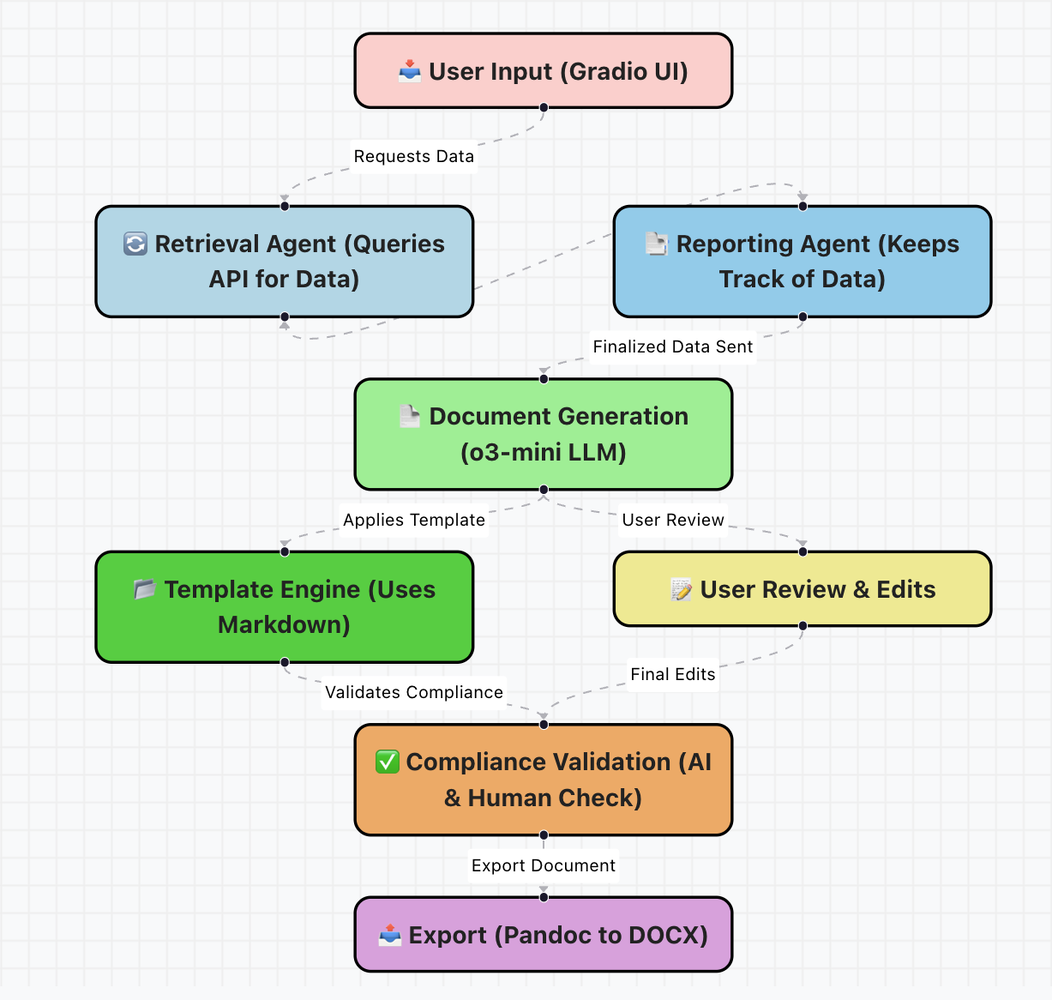 User Input (Gradio UI)
Requests Data
Retrieval Agent (Queries
API for Data)
Reporting Agent (Keeps
Track of Data)
Finalized Data Sent
Document Generation
(o3-mini LLM)
Applies Template
User Review
Template Engine (Uses
Markdown)
User Review & Edits
Final Edits
Validates Compliance
Compliance Validation (AI
& Human Check)
Export Document
Export (Pandoc to DOCX)